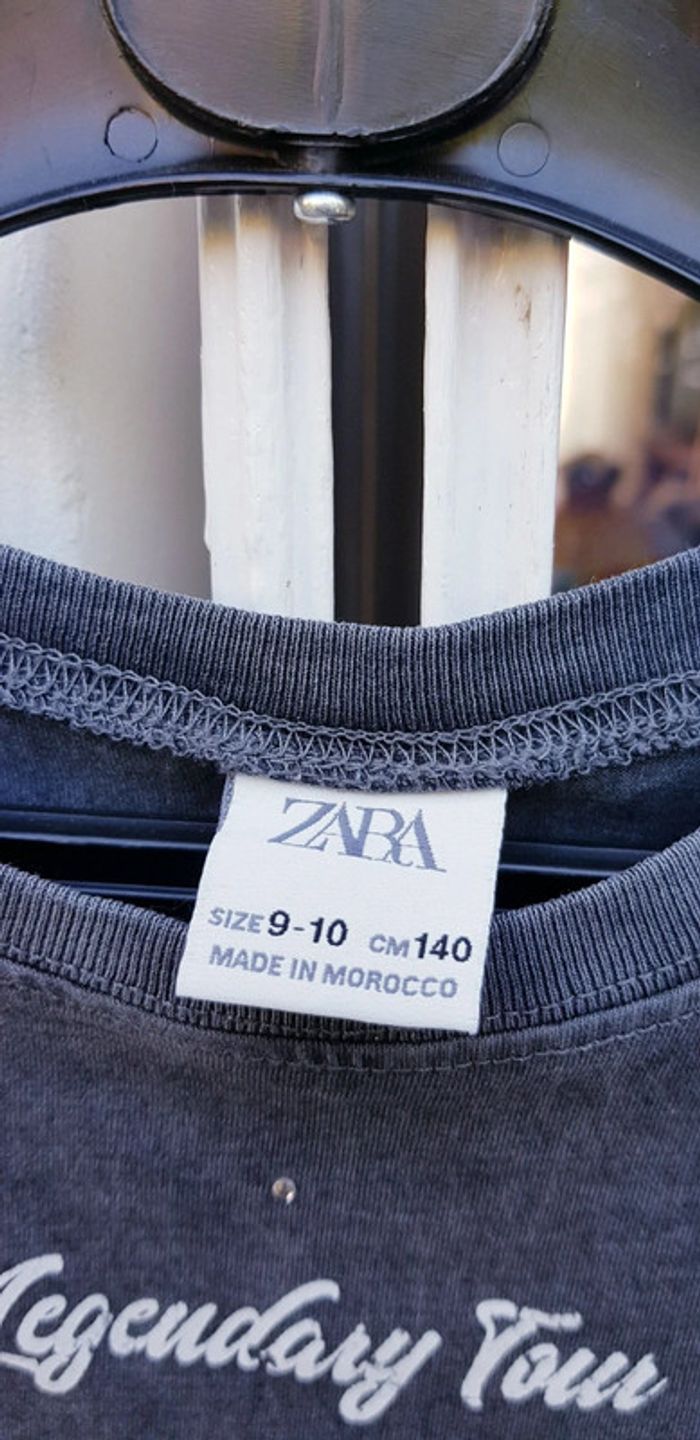 ZARA
SIZE 9-10 CM 140
MADE IN MOROCCO
Legendary Tour